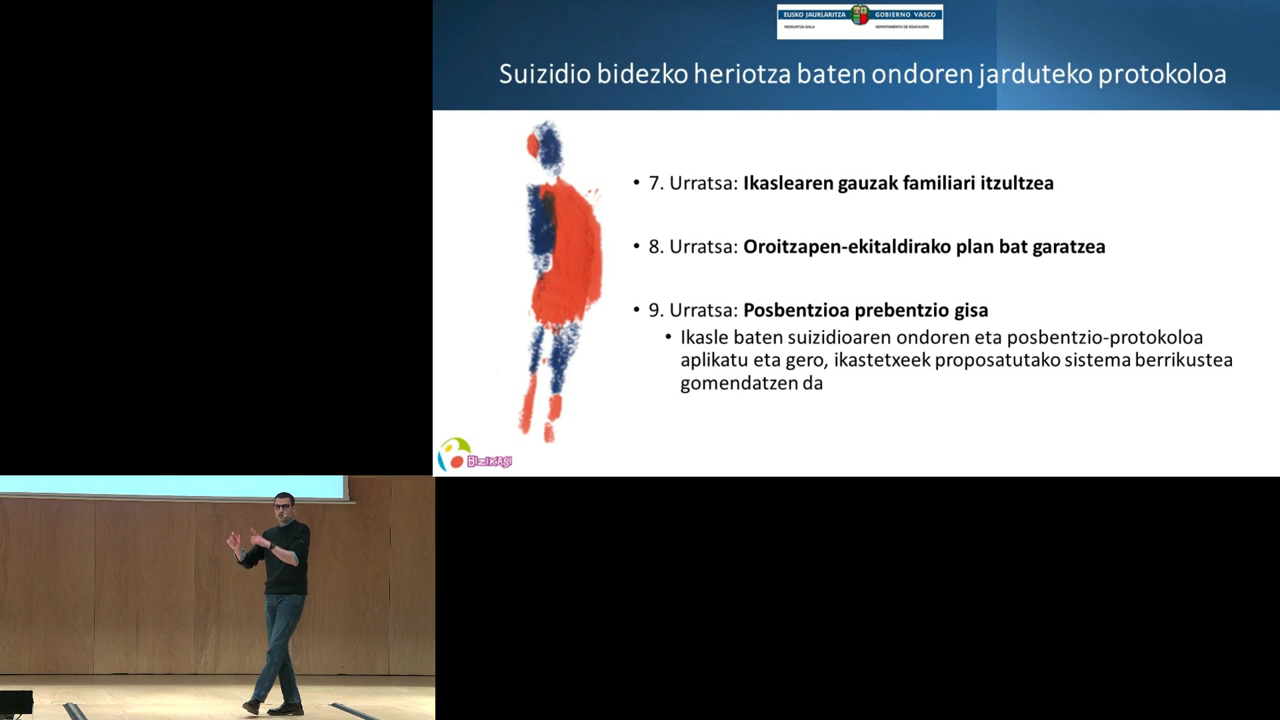 EUSKO JAURLARITZA
GOBIERNO VASCO
HEZKUNTZA SAILA
DEPARTAMENTO DE EDUCACIÓN
Suizidio bidezko heriotza baten ondoren jarduteko protokoloa
• 7. Urratsa: Ikaslearen gauzak familiari itzultzea
• 8. Urratsa: Oroitzapen-ekitaldirako plan bat garatzea
• 9. Urratsa: Posbentzioa prebentzio gisa
• Ikasle baten suizidioaren ondoren eta posbentzio-protokoloa
aplikatu eta gero, ikastetxeek proposatutako sistema berrikustea
gomendatzen da
BIZIKASI